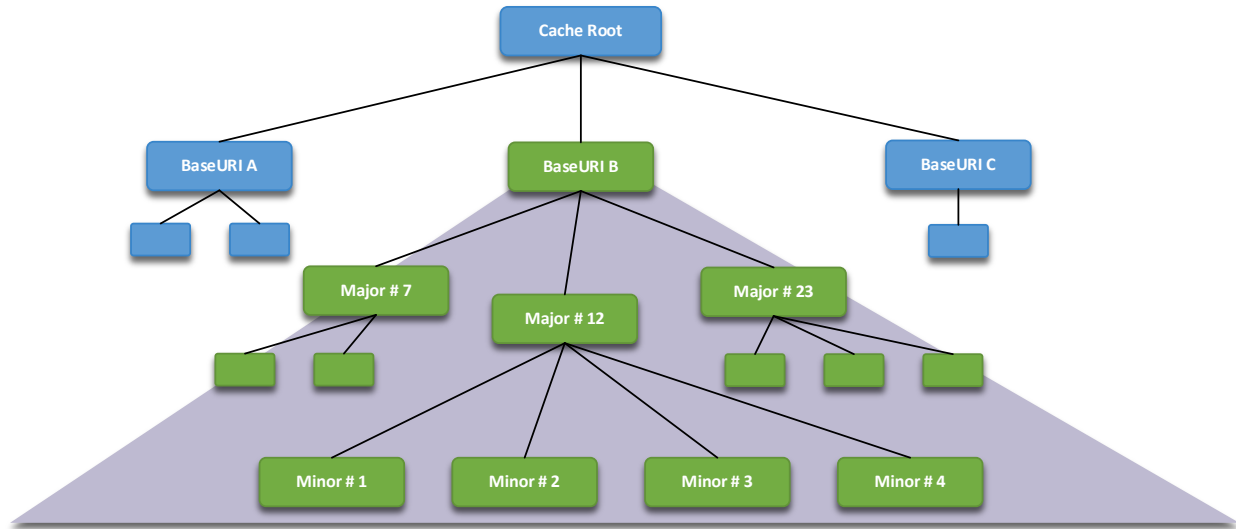 Cache Root
BaseURI A
BaseURI B
BaseURI C
Major # 7
Major # 12
Major # 23
Minor # 1
Minor # 2
Minor # 3
Minor # 4